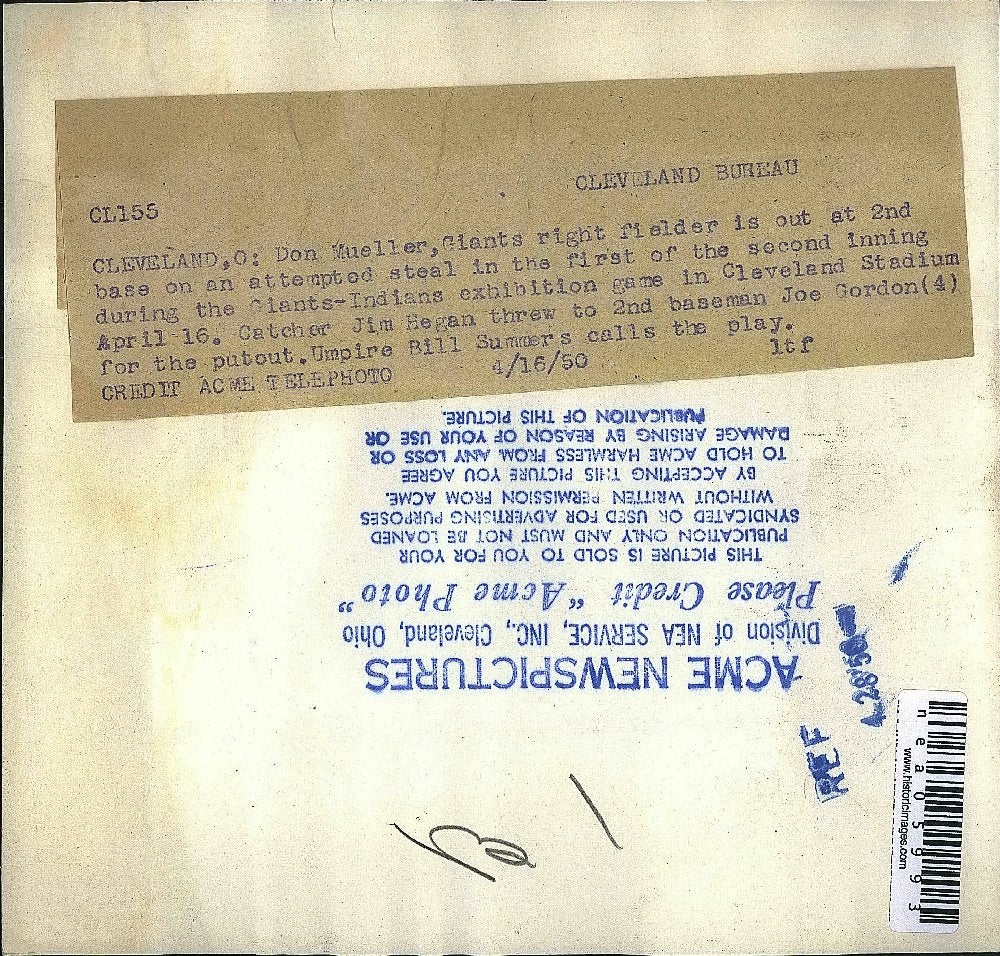 CLEVELAND BUREAU
CL155
CLEVELAND,O: Don Mueller,Giants right fielder is out at 2nd
base on an attempted steal in the first of the second inning
during the Giants-Indians exhibition game in Cleveland Stadium
April 16. Catcher Jim Hegan threw to 2nd baseman Joe Gordon(4)
for the putout.Umpire Bill Summers calls the play.
CREDIT ACME TELEPHOTO 4/16/50 ltf
ACME NEWSPICTURES
Division of NEA SERVICE, INC., Cleveland, Ohio
Please Credit "Acme Photo"
THIS PICTURE IS SOLD TO YOU FOR YOUR
PUBLICATION ONLY AND MUST NOT BE LOANED
SYNDICATED OR USED FOR ADVERTISING PURPOSES
WITHOUT WRITTEN PERMISSION FROM ACME.
BY ACCEPTING THIS PICTURE YOU AGREE
TO HOLD ACME HARMLESS FROM ANY LOSS OR
DAMAGE ARISING BY REASON OF YOUR USE OR
PUBLICATION OF THIS PICTURE.
REF
nea05993
www.historicimages.com